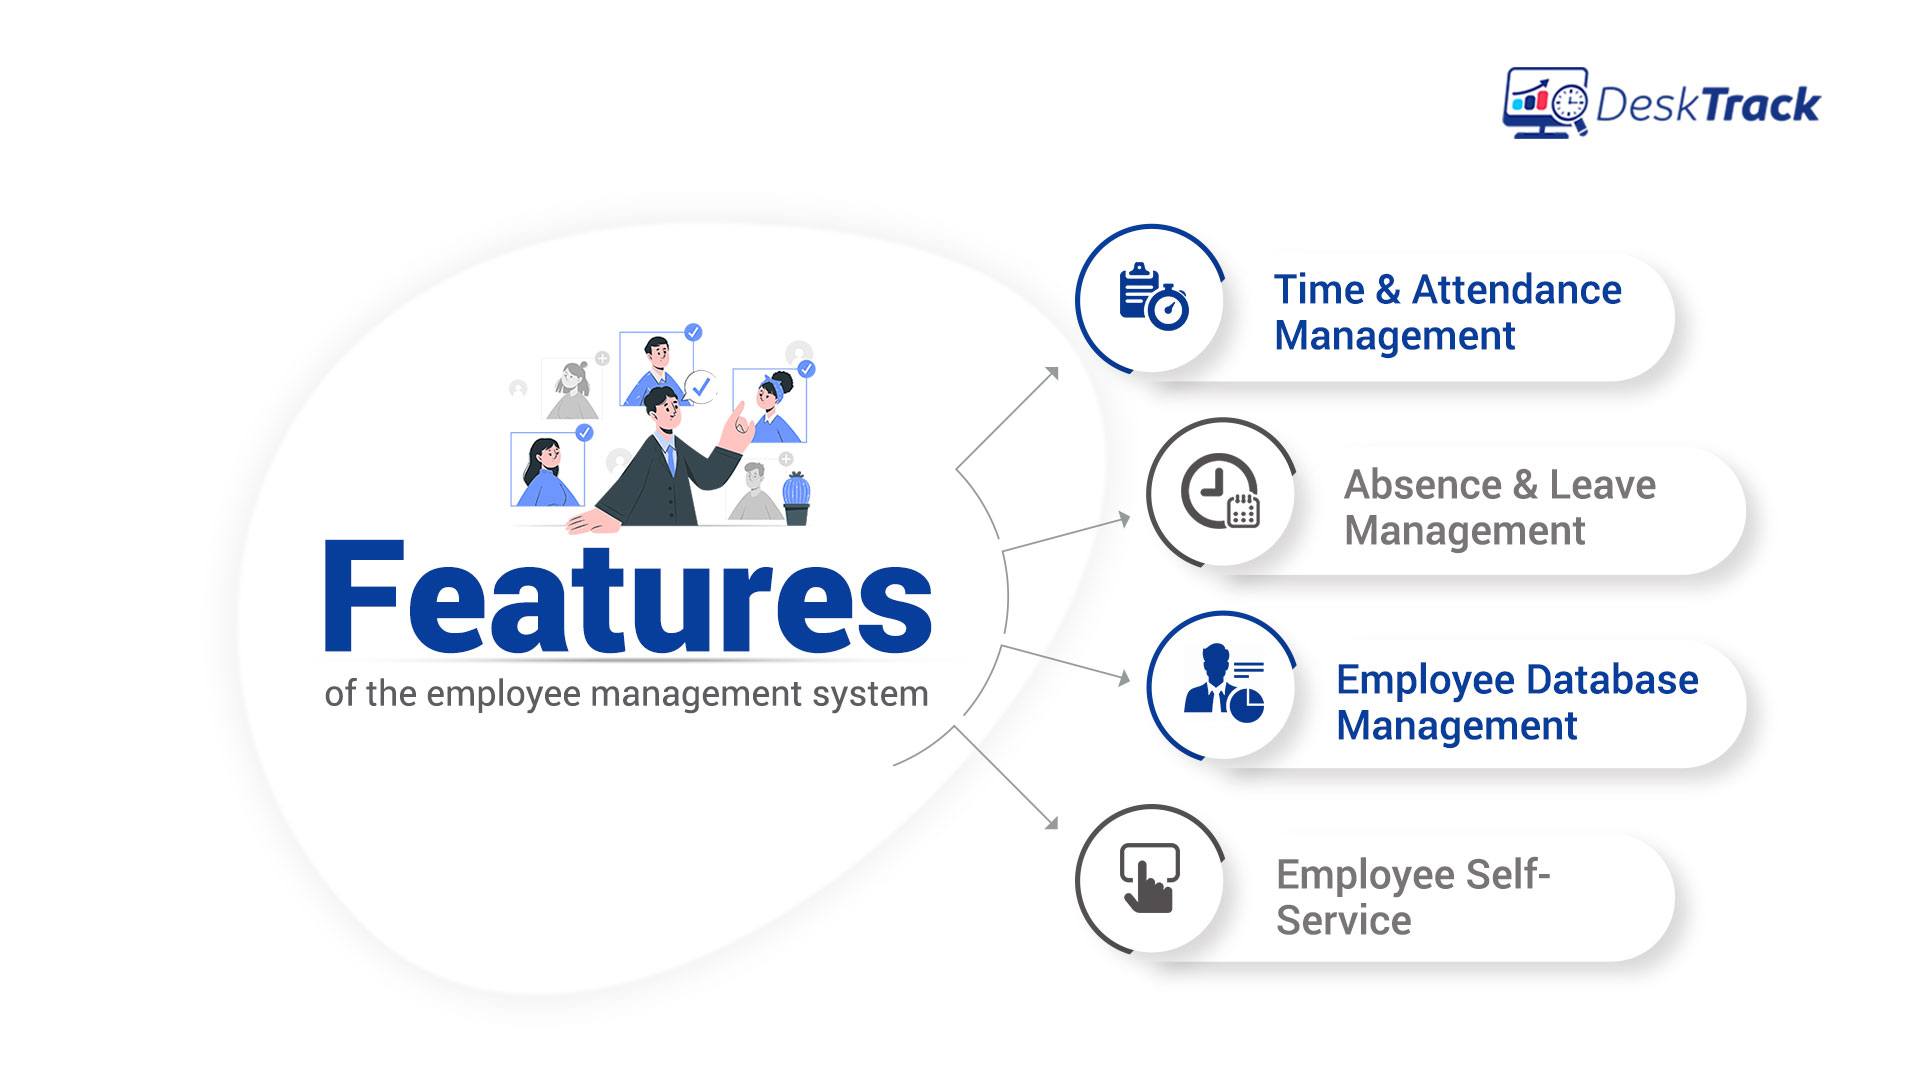 DeskTrack
Features
of the employee management system
Time & Attendance
Management
Absence & Leave
Management
Employee Database
Management
Employee Self-
Service